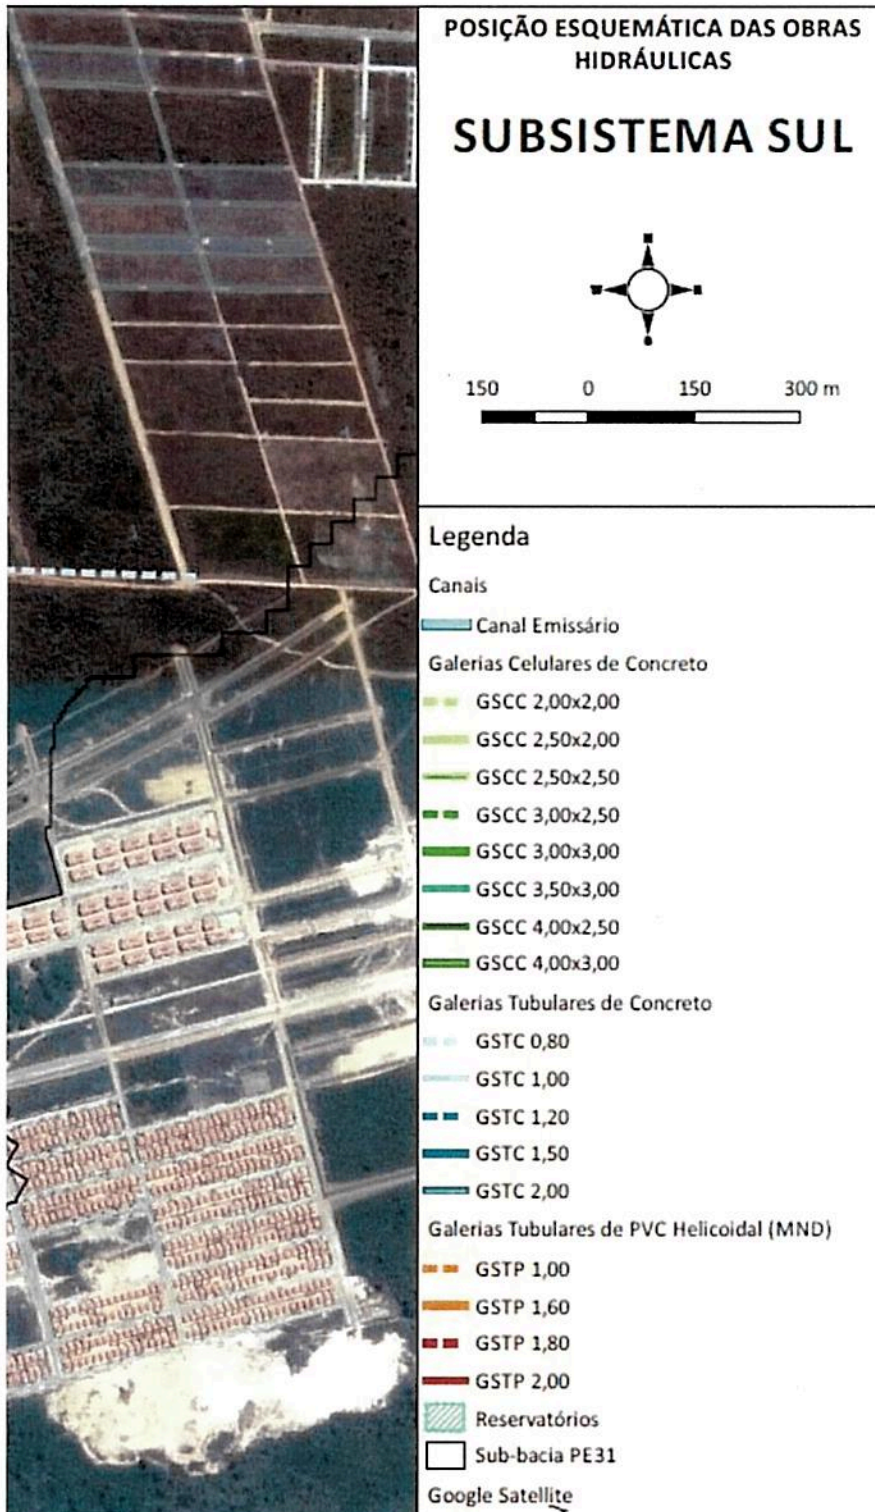 POSIÇÃO ESQUEMÁTICA DAS OBRAS
HIDRÁULICAS
SUBSISTEMA SUL
150 0 150 300 m
Legenda
Canais
Canal Emissário
Galerias Celulares de Concreto
GSCC 2,00x2,00
GSCC 2,50x2,00
GSCC 2,50x2,50
GSCC 3,00x2,50
GSCC 3,00x3,00
GSCC 3,50x3,00
GSCC 4,00x2,50
GSCC 4,00x3,00
Galerias Tubulares de Concreto
GSTC 0,80
GSTC 1,00
GSTC 1,20
GSTC 1,50
GSTC 2,00
Galerias Tubulares de PVC Helicoidal (MND)
GSTP 1,00
GSTP 1,60
GSTP 1,80
GSTP 2,00
Reservatórios
Sub-bacia PE31
Google Satellite